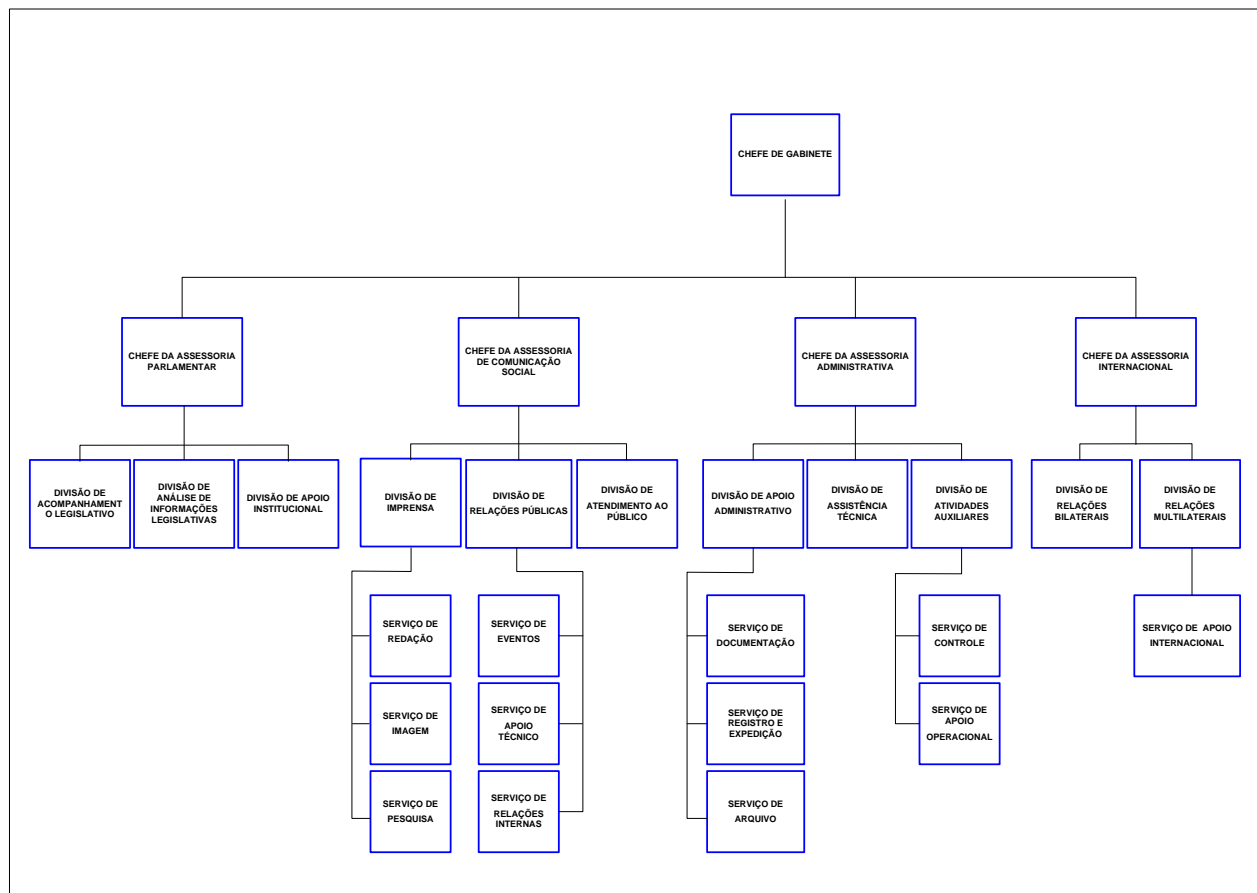 CHEFE DE GABINETE
CHEFE DA ASSESSORIA
PARLAMENTAR
CHEFE DA ASSESSORIA
DE COMUNICAÇÃO
SOCIAL
CHEFE DA ASSESSORIA
ADMINISTRATIVA
CHEFE DA ASSESSORIA
INTERNACIONAL
DIVISÃO DE
ACOMPANHAMENT
O LEGISLATIVO
DIVISÃO DE
ANÁLISE DE
INFORMAÇÕES
LEGISLATIVAS
DIVISÃO DE APOIO
INSTITUCIONAL
DIVISÃO DE
IMPRENSA
DIVISÃO DE
RELAÇÕES PÚBLICAS
DIVISÃO DE
ATENDIMENTO AO
PÚBLICO
DIVISÃO DE APOIO
ADMINISTRATIVO
DIVISÃO DE
ASSISTÊNCIA
TÉCNICA
DIVISÃO DE
ATIVIDADES
AUXILIARES
DIVISÃO DE
RELAÇÕES
BILATERAIS
DIVISÃO DE
RELAÇÕES
MULTILATERAIS
SERVIÇO DE
REDAÇÃO
SERVIÇO DE
EVENTOS
SERVIÇO DE
DOCUMENTAÇÃO
SERVIÇO DE
CONTROLE
SERVIÇO DE APOIO
INTERNACIONAL
SERVIÇO DE
IMAGEM
SERVIÇO DE
APOIO
TÉCNICO
SERVIÇO DE
REGISTRO E
EXPEDIÇÃO
SERVIÇO DE
APOIO
OPERACIONAL
SERVIÇO DE
PESQUISA
SERVIÇO DE
RELAÇÕES
INTERNAS
SERVIÇO DE
ARQUIVO